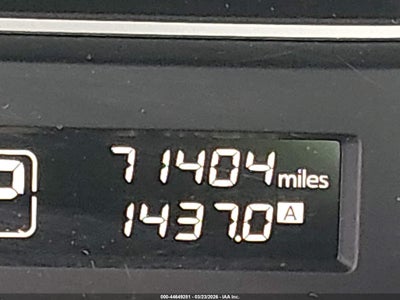 71404 miles
P
1437.0 A
000-44649281 - 03/23/2026 - IAA Inc.